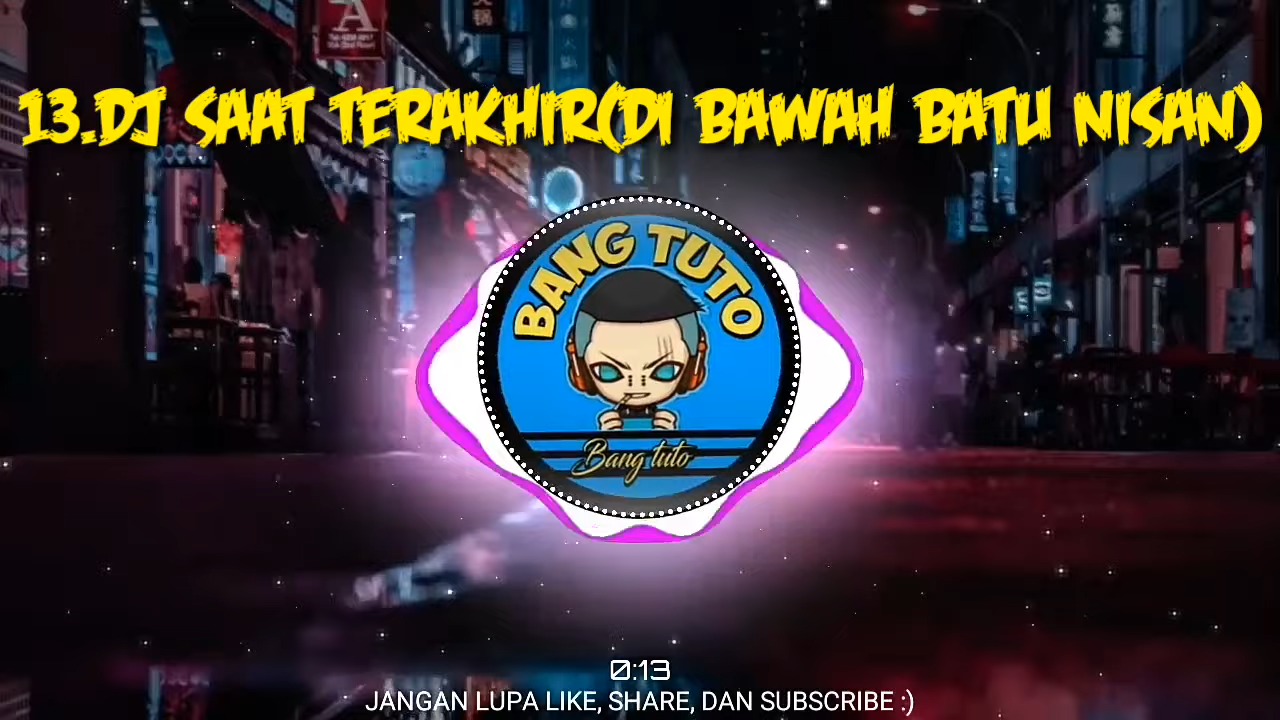 13.DJ SAAT TERAKHIR(DI BAWAH BATU NISAN)
A
BANG TUTO
Bang tuto
0:13
JANGAN LUPA LIKE, SHARE, DAN SUBSCRIBE :)